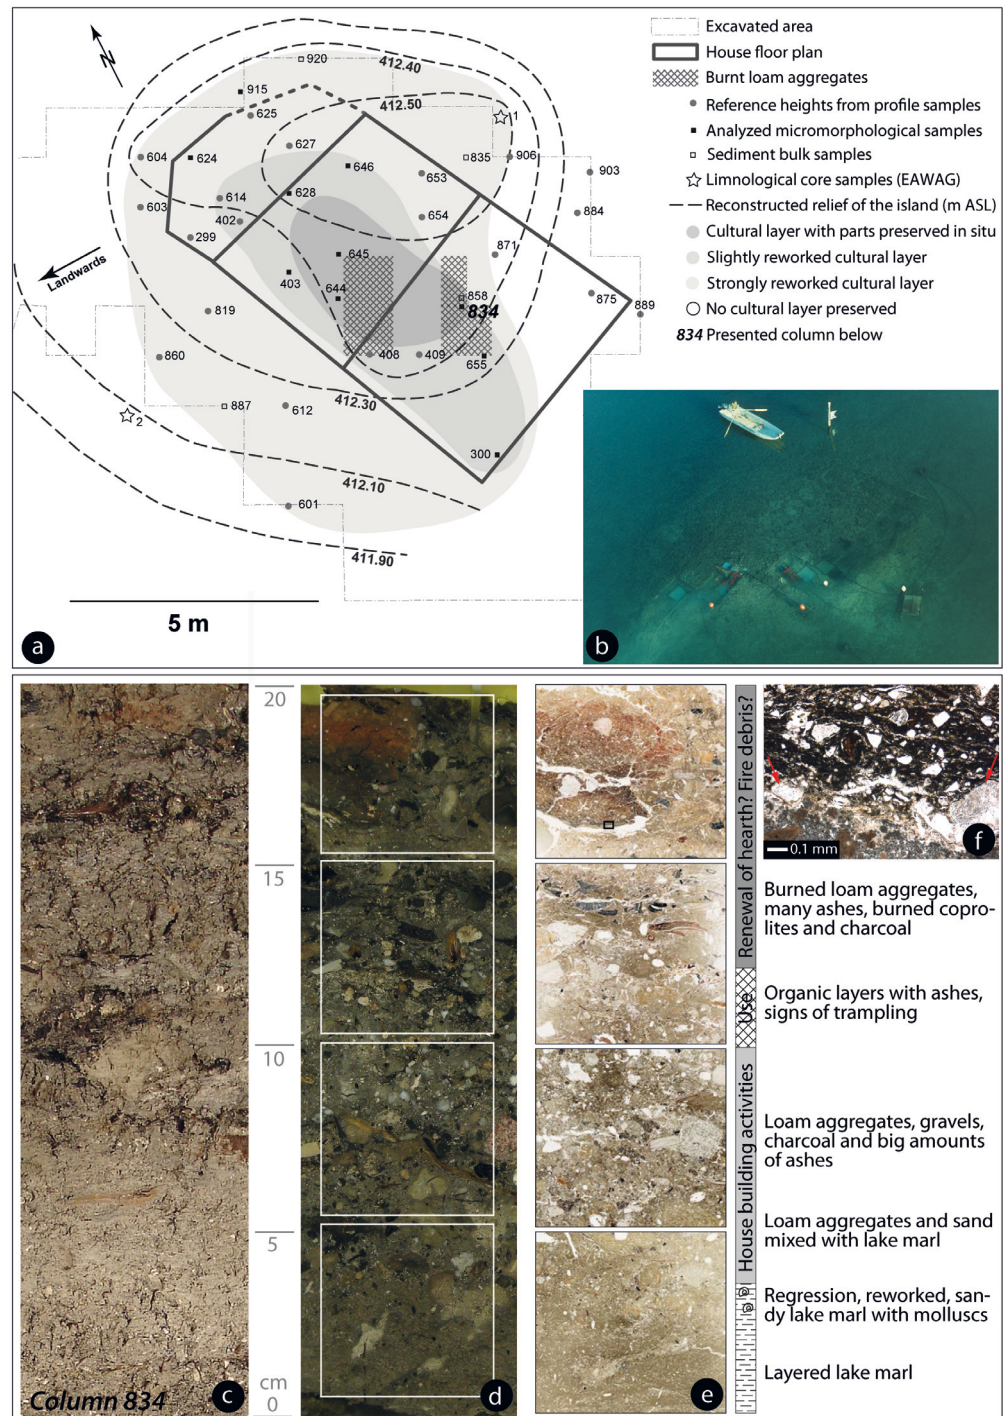 N
Landwards
920
412.40
915
625
412.50
1
627
604
624
646
835
906
903
653
614
628
603
402
654
884
299
871
645
403
644
858
834
875
889
819
860
408
409
655
412.30
887
612
2
300
412.10
601
411.90
5 m
a
Excavated area
House floor plan
Burnt loam aggregates
Reference heights from profile samples
Analyzed micromorphological samples
Sediment bulk samples
Limnological core samples (EAWAG)
Reconstructed relief of the island (m ASL)
Cultural layer with parts preserved in situ
Slightly reworked cultural layer
Strongly reworked cultural layer
No cultural layer preserved
834 Presented column below
b
20
15
10
5
cm
0
Column 834
c
d
e
Renewal of hearth? Fire debris?
Use
House building activities
0.1 mm
f
Burned loam aggregates,
many ashes, burned copro-
lites and charcoal
Organic layers with ashes,
signs of trampling
Loam aggregates, gravels,
charcoal and big amounts
of ashes
Loam aggregates and sand
mixed with lake marl
Regression, reworked, san-
dy lake marl with molluscs
Layered lake marl